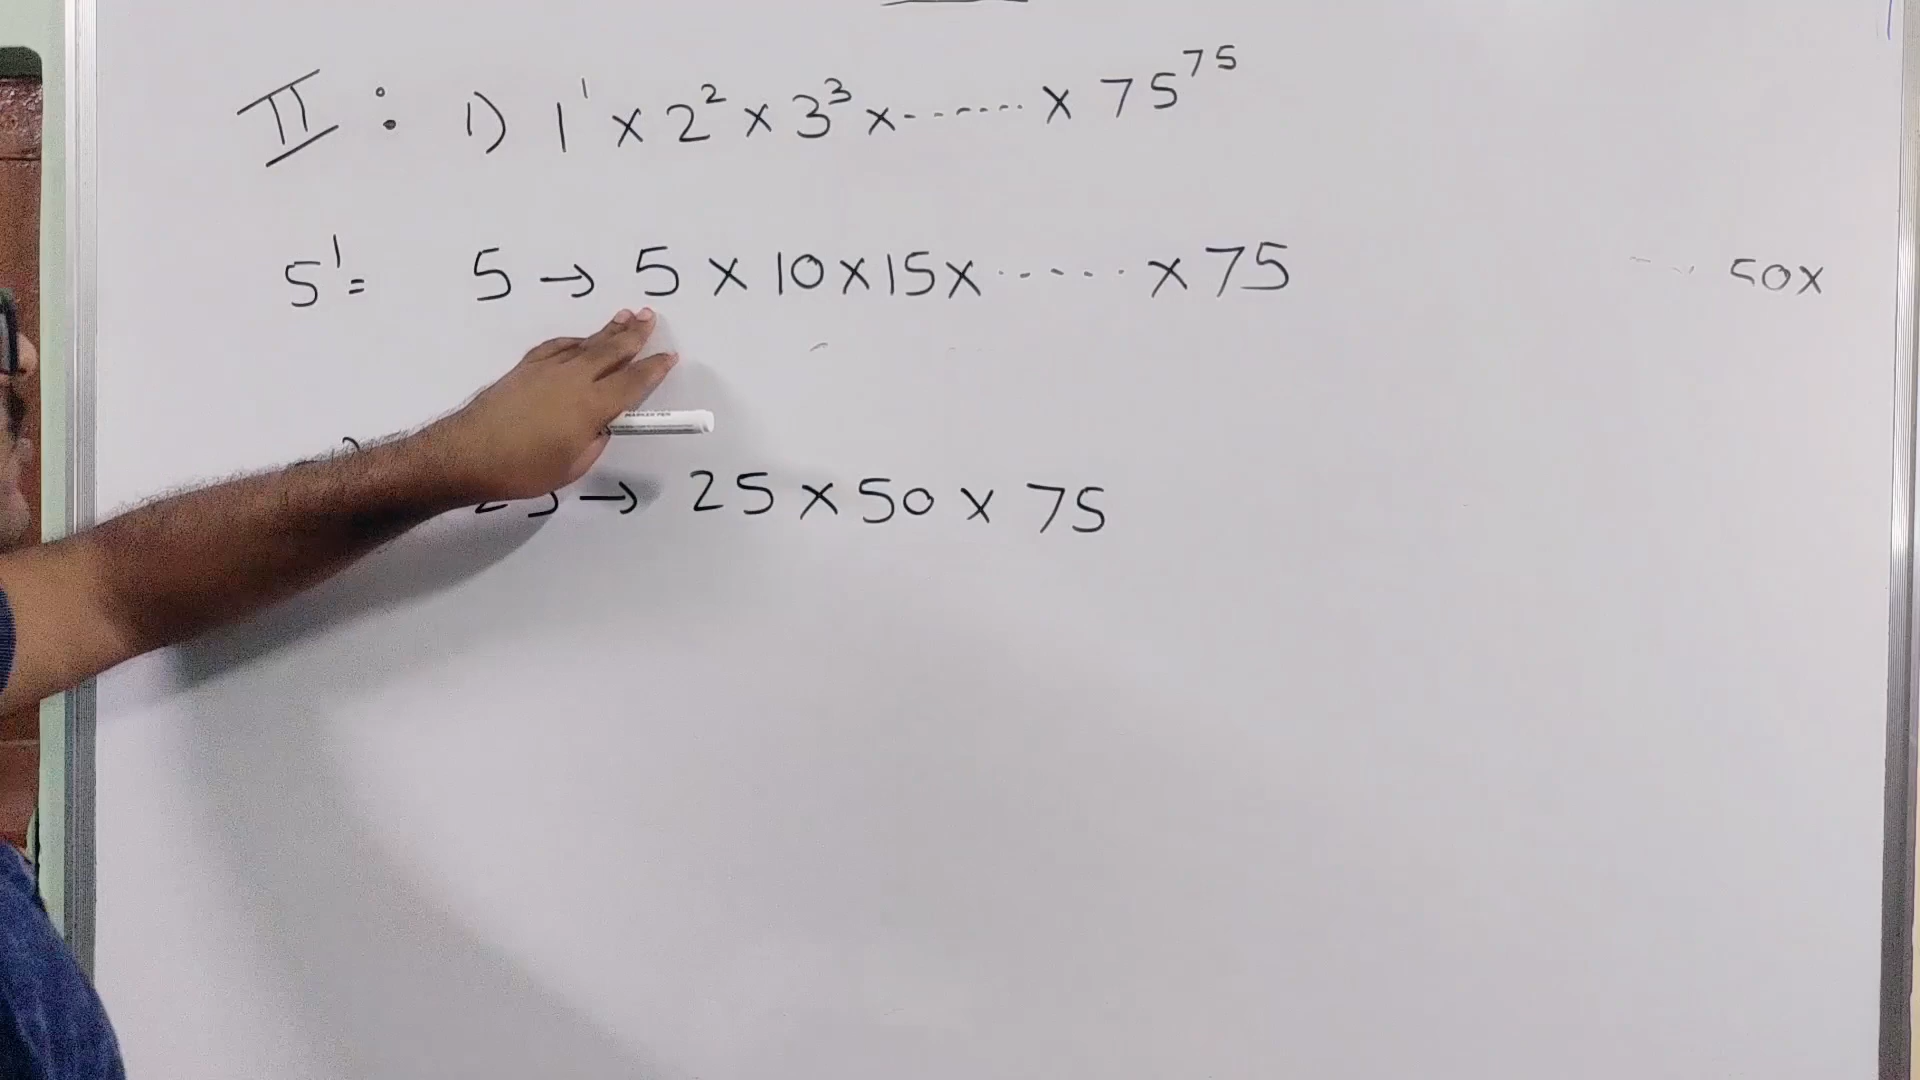 II : 1) 1¹ x 2² x 3³ x ....... x 75⁷⁵
5¹ = 5 → 5 x 10 x 15 x ...... x 75
50x
→ 25 x 50 x 75